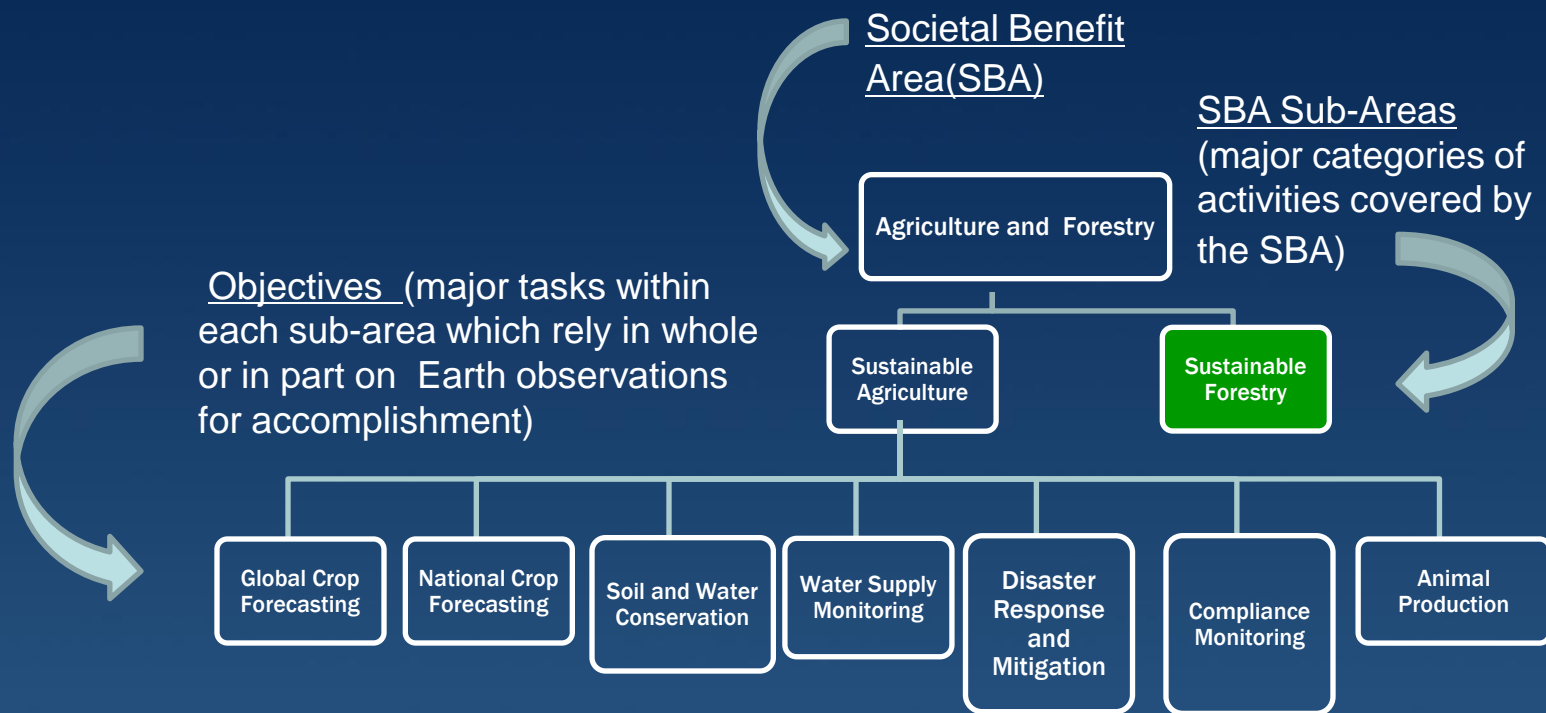 Societal Benefit
Area(SBA)
SBA Sub-Areas
(major categories of
activities covered by
the SBA)
Agriculture and Forestry
Objectives (major tasks within
each sub-area which rely in whole
or in part on Earth observations
for accomplishment)
Sustainable
Agriculture
Sustainable
Forestry
Global Crop
Forecasting
National Crop
Forecasting
Soil and Water
Conservation
Water Supply
Monitoring
Disaster
Response
and
Mitigation
Compliance
Monitoring
Animal
Production